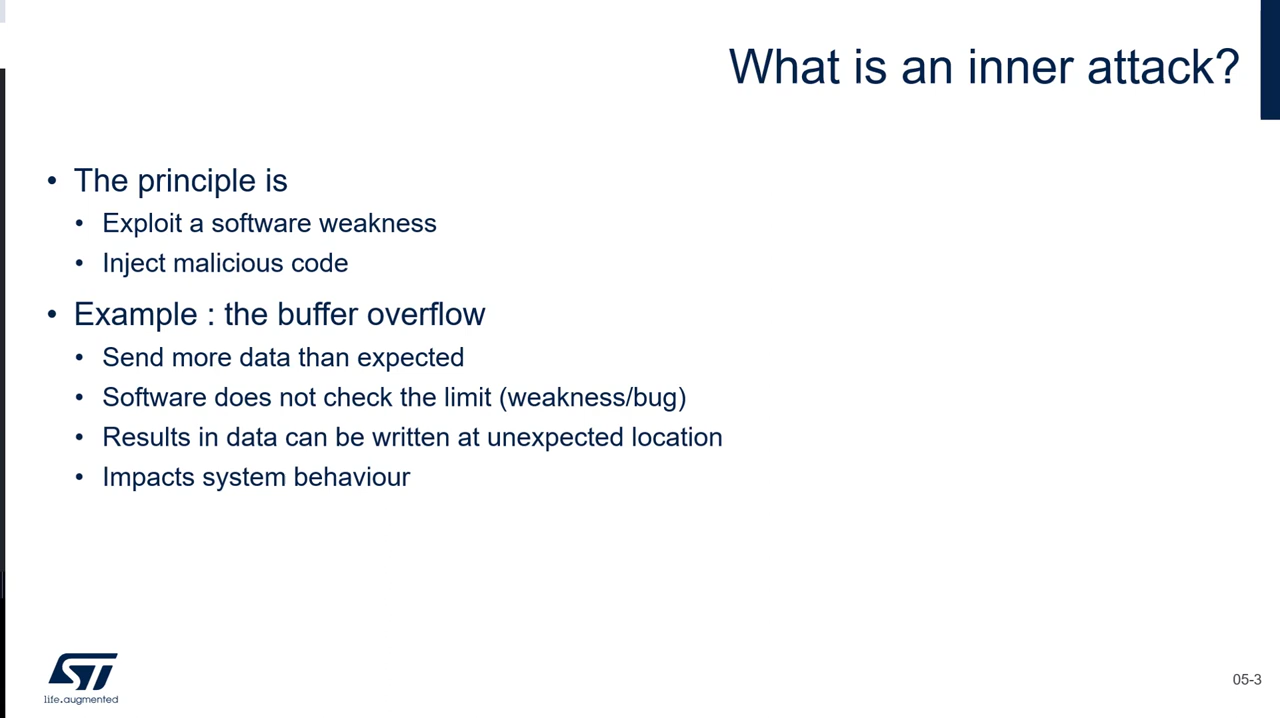 What is an inner attack?
• The principle is
• Exploit a software weakness
• Inject malicious code
• Example : the buffer overflow
• Send more data than expected
• Software does not check the limit (weakness/bug)
• Results in data can be written at unexpected location
• Impacts system behaviour
ST
life.augmented
05-3